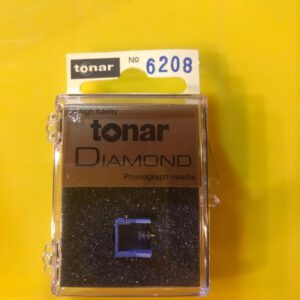 tonar No 6208
high fidelity
tonar
DIAMOND
Phonograph needle